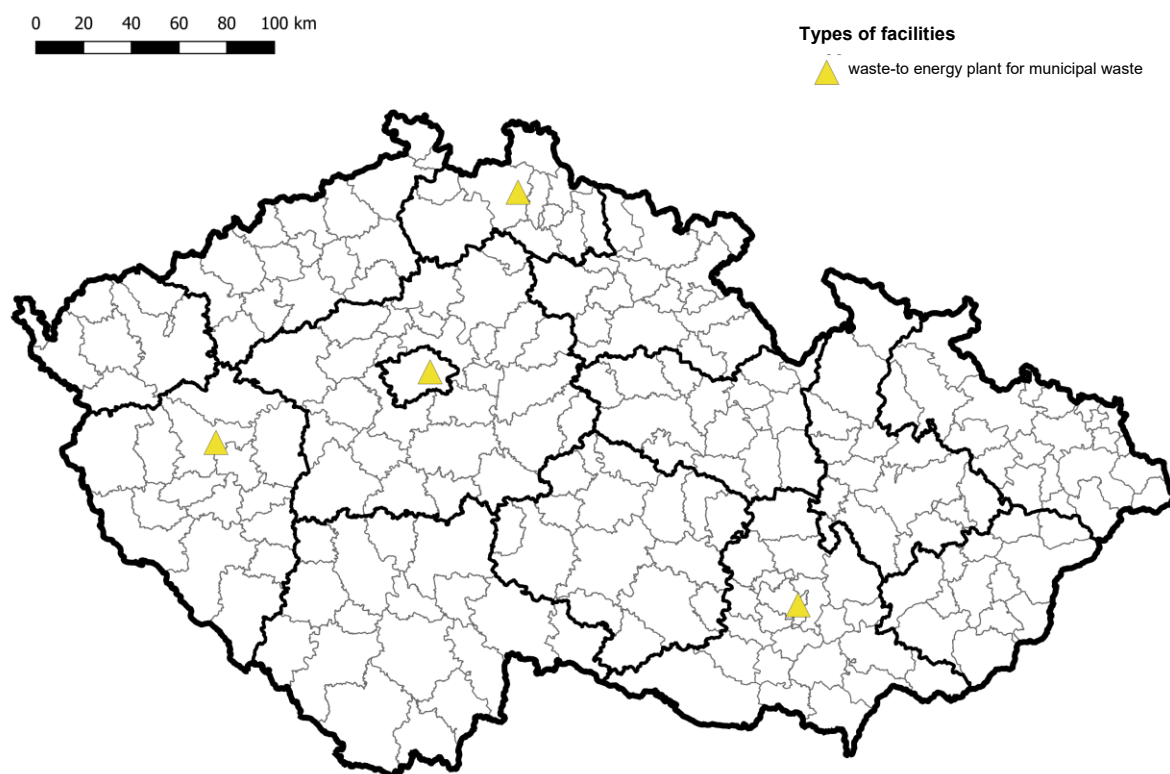 0 20 40 60 80 100 km
Types of facilities
waste-to energy plant for municipal waste